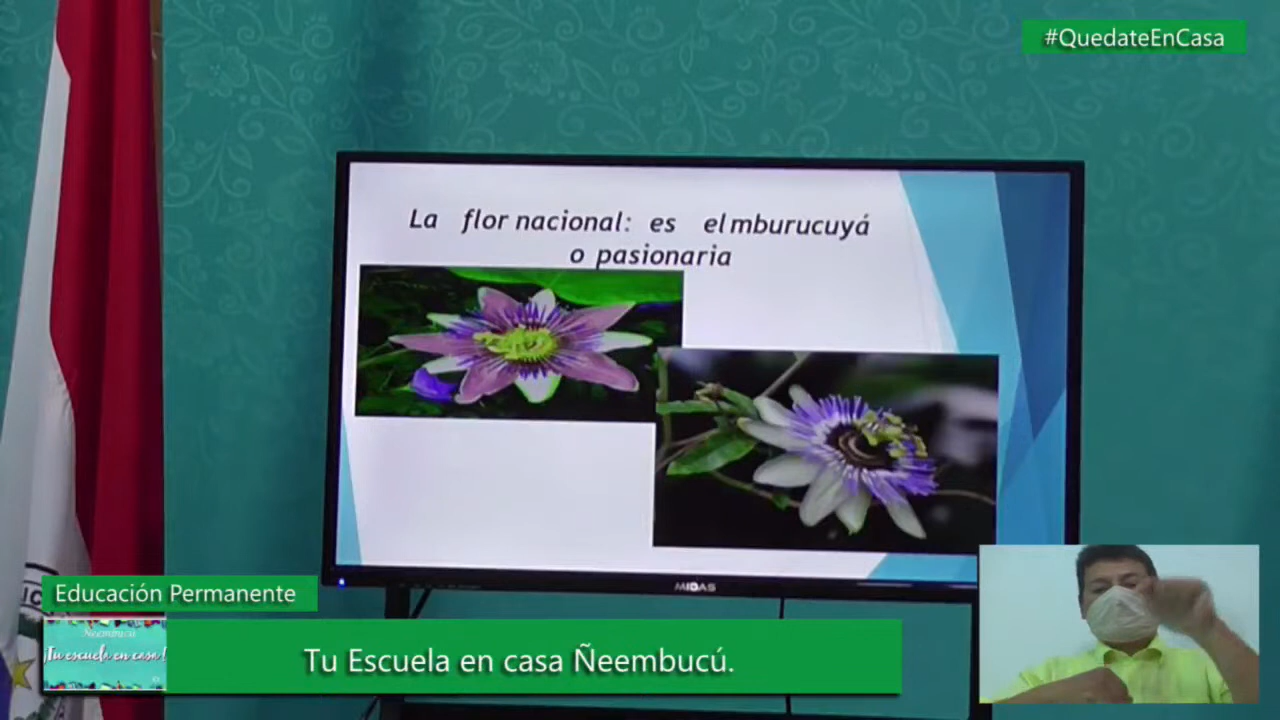 #QuedateEnCasa
La flor nacional: es el mburucuyá
o pasionaria
MIDAS
Educación Permanente
Ñeembucú
¡Tu escuela en casa!
Tu Escuela en casa Ñeembucú.